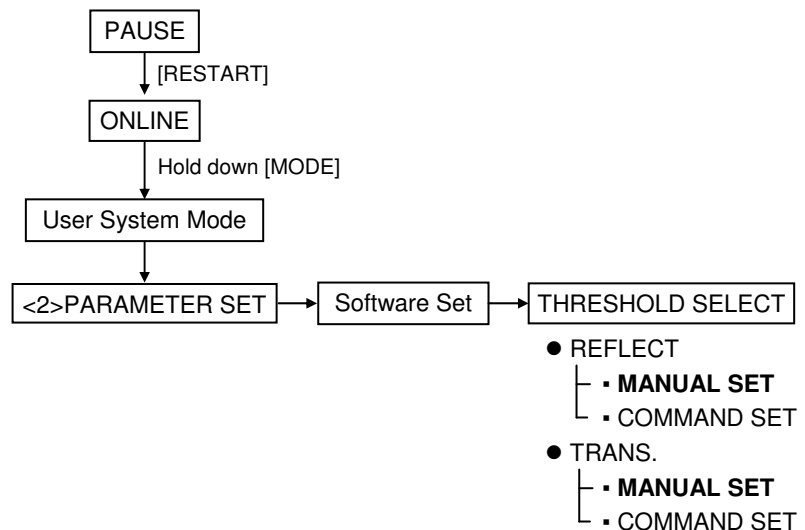 PAUSE
[RESTART]
ONLINE
Hold down [MODE]
User System Mode
<2>PARAMETER SET
Software Set
THRESHOLD SELECT
● REFLECT
▪ MANUAL SET
▪ COMMAND SET
● TRANS.
▪ MANUAL SET
▪ COMMAND SET